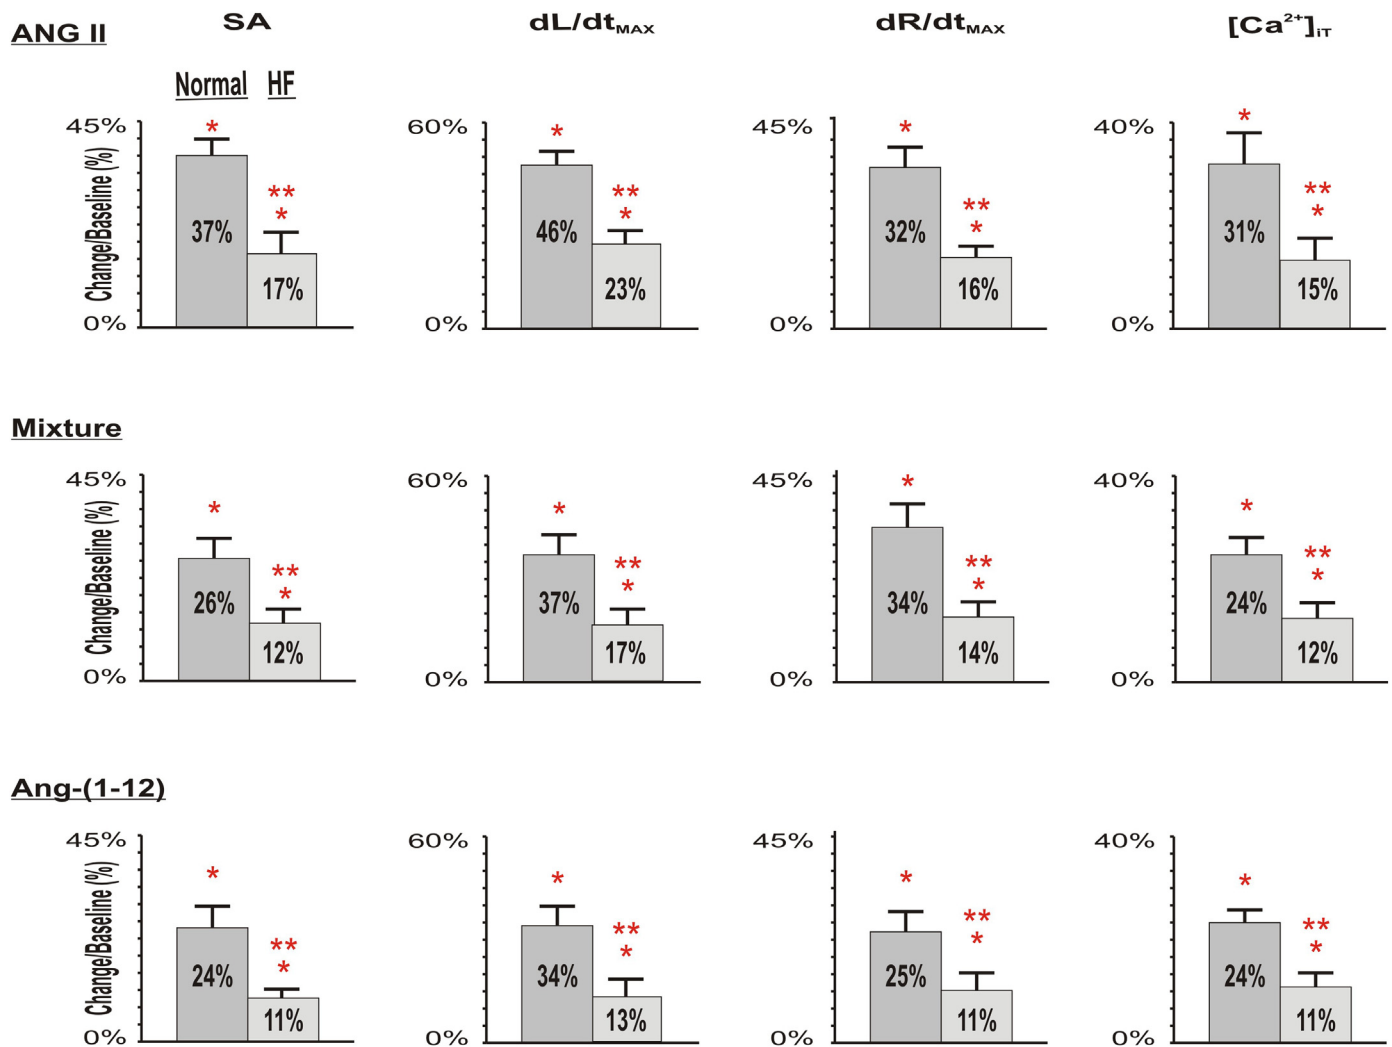 ANG II SA dL/dtMAX dR/dtMAX [Ca²⁺]iT
Normal HF
45% 60% 45% 40%
* * * *
** ** ** **
* * * *
Change/Baseline (%)
37% 46% 32% 31%
17% 23% 16% 15%
0% 0% 0% 0%
Mixture
45% 60% 45% 40%
* * * *
** ** ** **
* * * *
Change/Baseline (%)
26% 37% 34% 24%
12% 17% 14% 12%
0% 0% 0% 0%
Ang-(1-12)
45% 60% 45% 40%
* * * *
** ** ** **
* * * *
Change/Baseline (%)
24% 34% 25% 24%
11% 13% 11% 11%
0% 0% 0% 0%